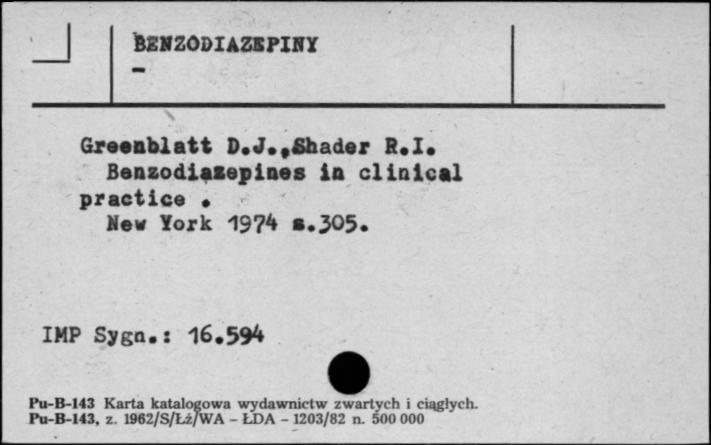 BENZODIAZEPINY
-
Greenblatt D.J.,Shader R.I.
Benzodiazepines in clinical
practice .
New York 1974 s.305.
IMP Sygn.: 16.594
Pu-B-143 Karta katalogowa wydawnictw zwartych i ciągłych.
Pu-B-143, z. 1962/S/Łż/WA - ŁDA - 1203/82 n. 500 000